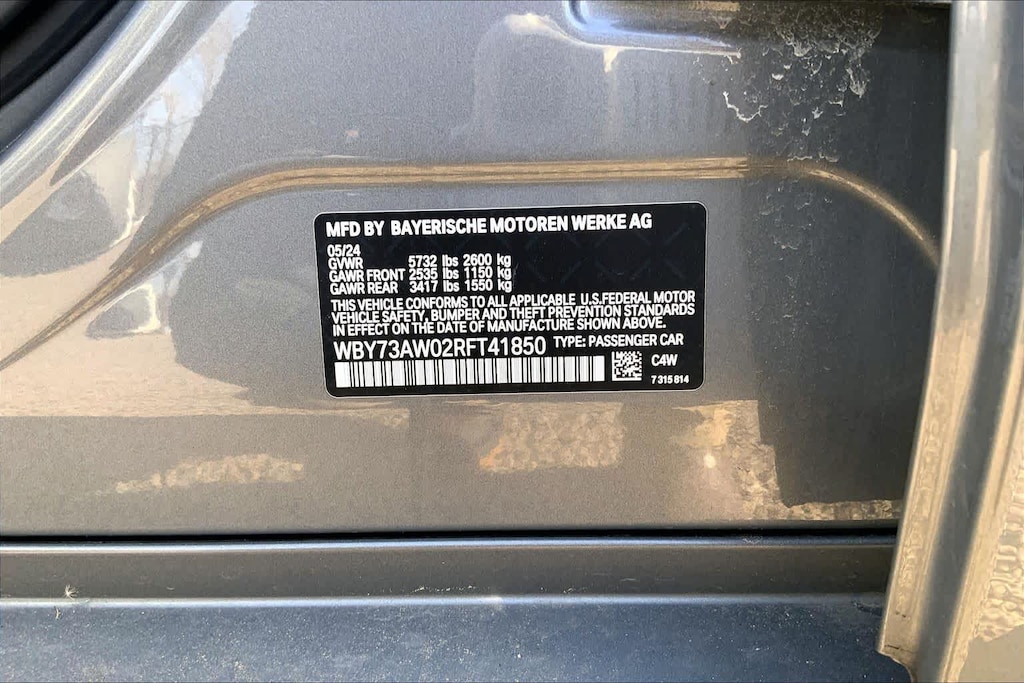 MFD BY BAYERISCHE MOTOREN WERKE AG
05/24
GVWR 5732 lbs 2600 kg
GAWR FRONT 2535 lbs 1150 kg
GAWR REAR 3417 lbs 1550 kg
THIS VEHICLE CONFORMS TO ALL APPLICABLE U.S.FEDERAL MOTOR
VEHICLE SAFETY, BUMPER AND THEFT PREVENTION STANDARDS
IN EFFECT ON THE DATE OF MANUFACTURE SHOWN ABOVE.
WBY73AW02RFT41850 TYPE: PASSENGER CAR
C4W
7 315 814